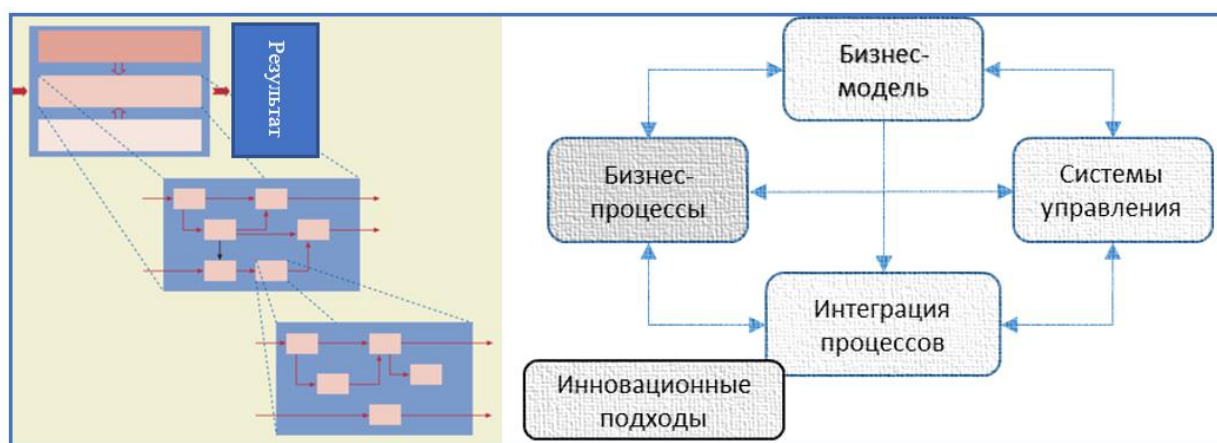 Результат
Бизнес-
модель
Бизнес-
процессы
Системы
управления
Интеграция
процессов
Инновационные
подходы